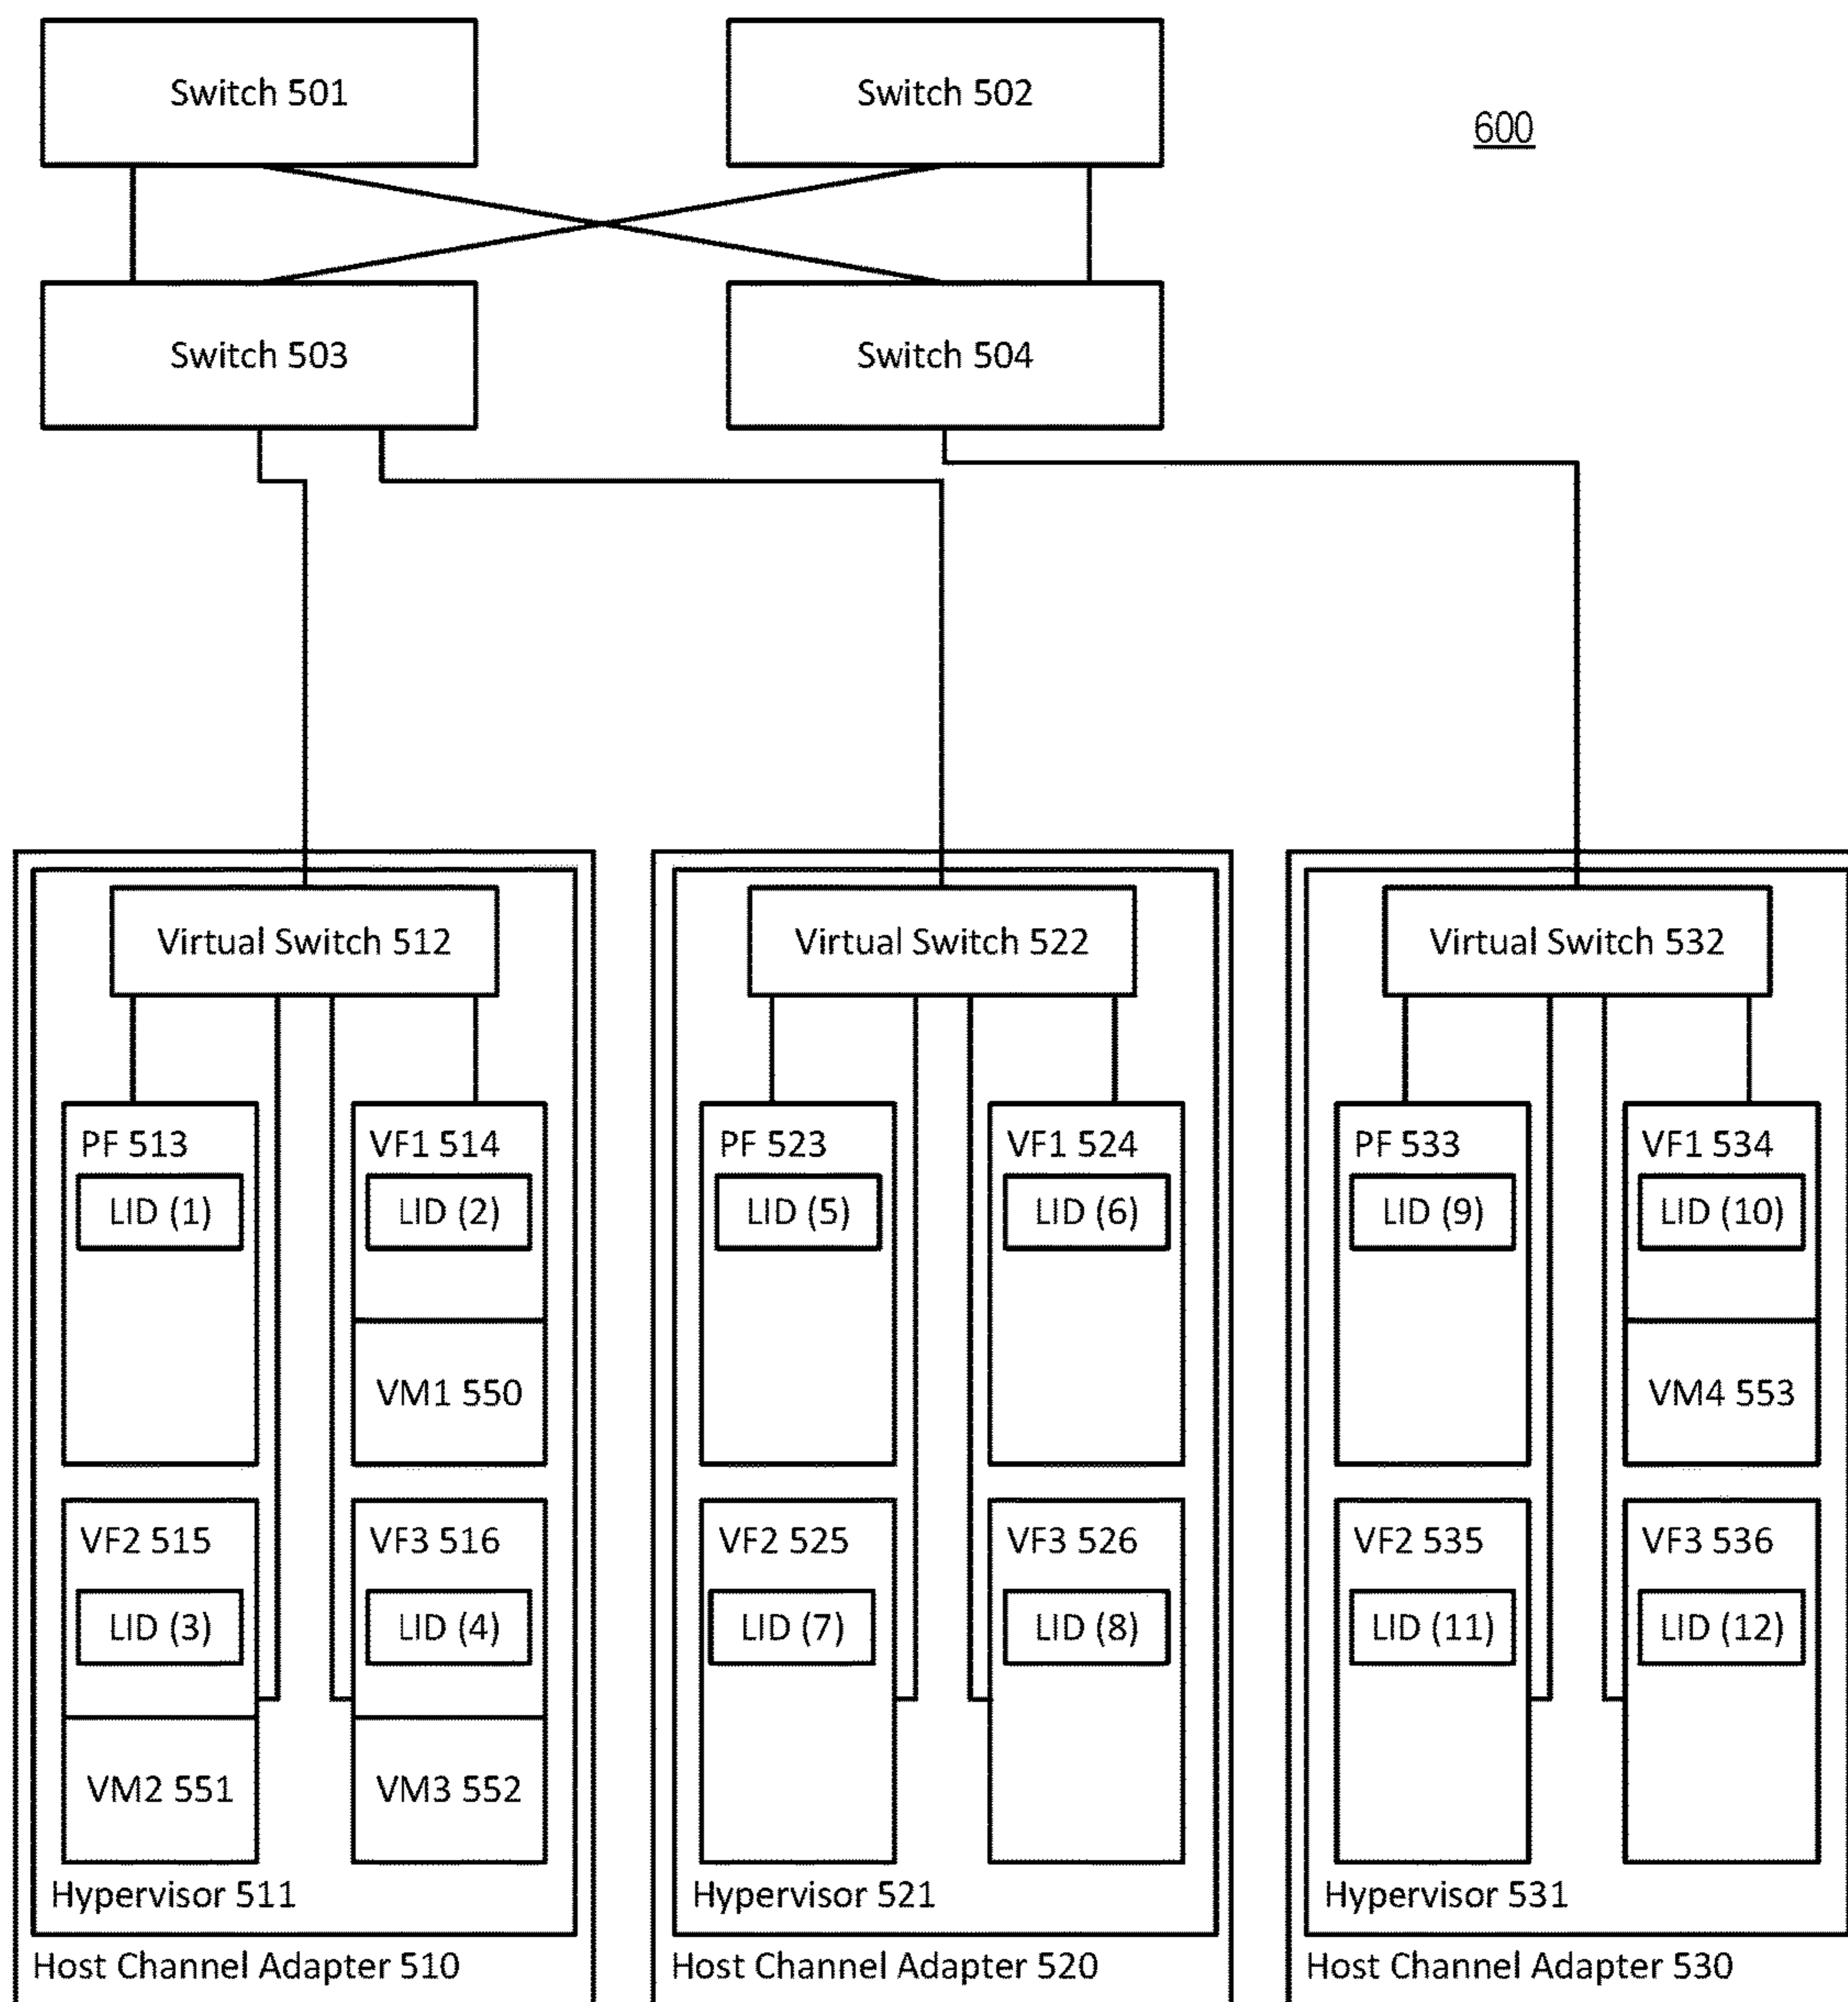 Switch 501
Switch 502
600
Switch 503
Switch 504
Virtual Switch 512
PF 513
LID (1)
VF1 514
LID (2)
VM1 550
VF2 515
LID (3)
VM2 551
VF3 516
LID (4)
VM3 552
Hypervisor 511
Host Channel Adapter 510
Virtual Switch 522
PF 523
LID (5)
VF1 524
LID (6)
VF2 525
LID (7)
VF3 526
LID (8)
Hypervisor 521
Host Channel Adapter 520
Virtual Switch 532
PF 533
LID (9)
VF1 534
LID (10)
VM4 553
VF2 535
LID (11)
VF3 536
LID (12)
Hypervisor 531
Host Channel Adapter 530